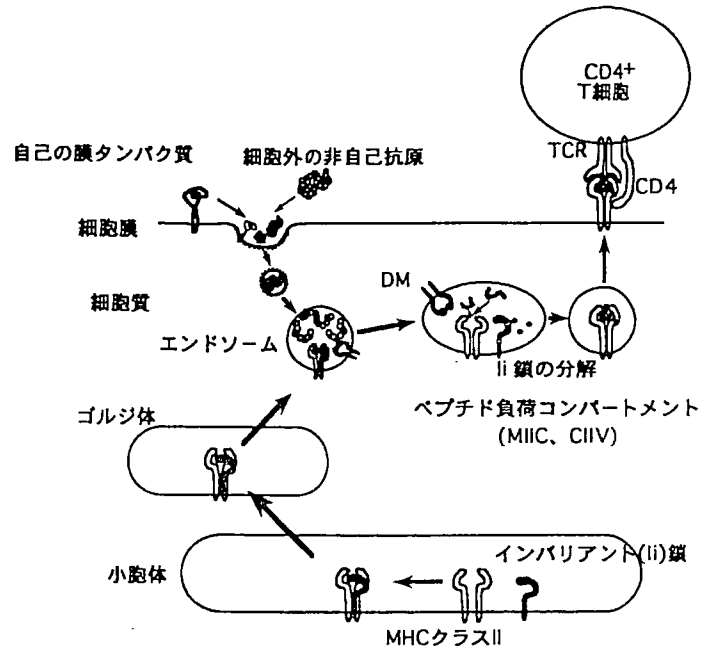 CD4+
T細胞
TCR
CD4
自己の膜タンパク質
細胞外の非自己抗原
細胞膜
細胞質
DM
エンドソーム
Ii鎖の分解
ペプチド負荷コンパートメント
(MIIC、CIIV)
ゴルジ体
小胞体
インバリアント(Ii)鎖
MHCクラスII